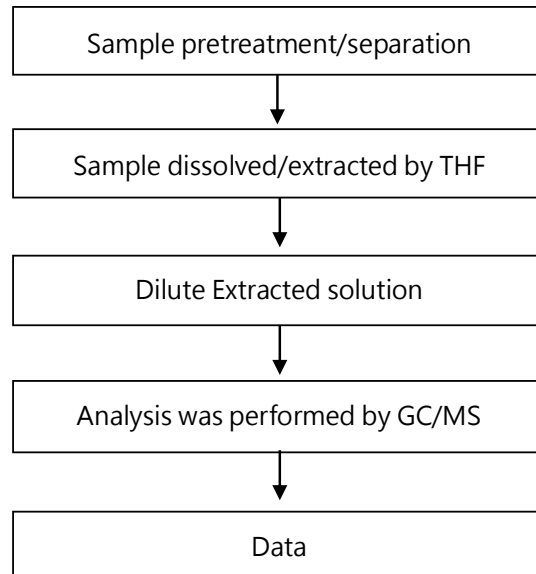 Sample pretreatment/separation
Sample dissolved/extracted by THF
Dilute Extracted solution
Analysis was performed by GC/MS
Data